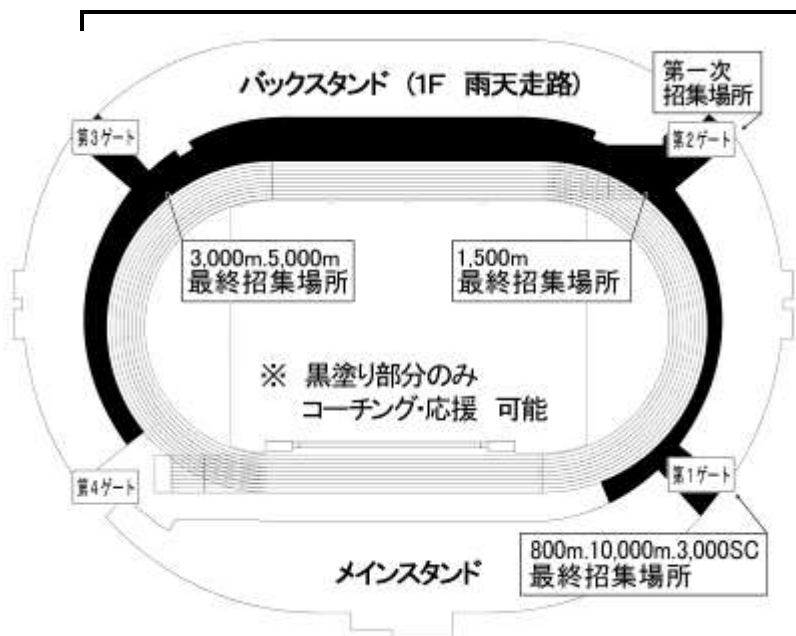 バックスタンド (1F 雨天走路)
第一次
招集場所
第3ゲート
第2ゲート
3,000m.5,000m
最終招集場所
1,500m
最終招集場所
※ 黒塗り部分のみ
コーチング・応援 可能
第4ゲート
第1ゲート
800m.10,000m.3,000SC
最終招集場所
メインスタンド